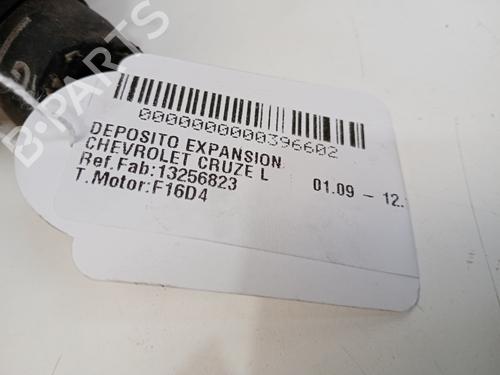 B-PARTS
0000000000396602
DEPOSITO EXPANSION
CHEVROLET CRUZE L
01.09 - 12.
Ref.Fab:13256823
T.Motor:F16D4